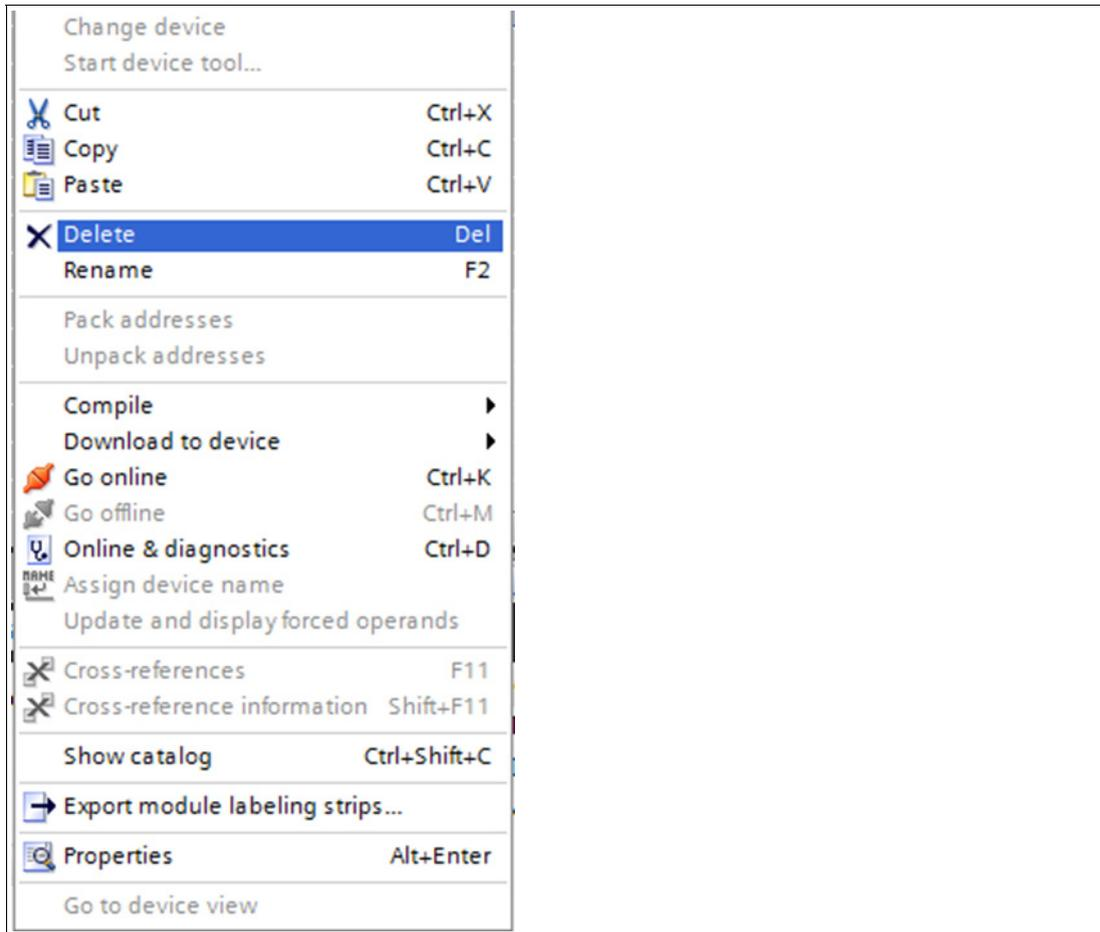 Change device
Start device tool...
Cut Ctrl+X
Copy Ctrl+C
Paste Ctrl+V
Delete Del
Rename F2
Pack addresses
Unpack addresses
Compile
Download to device
Go online Ctrl+K
Go offline Ctrl+M
Online & diagnostics Ctrl+D
NAME Assign device name
Update and display forced operands
Cross-references F11
Cross-reference information Shift+F11
Show catalog Ctrl+Shift+C
Export module labeling strips...
Properties Alt+Enter
Go to device view